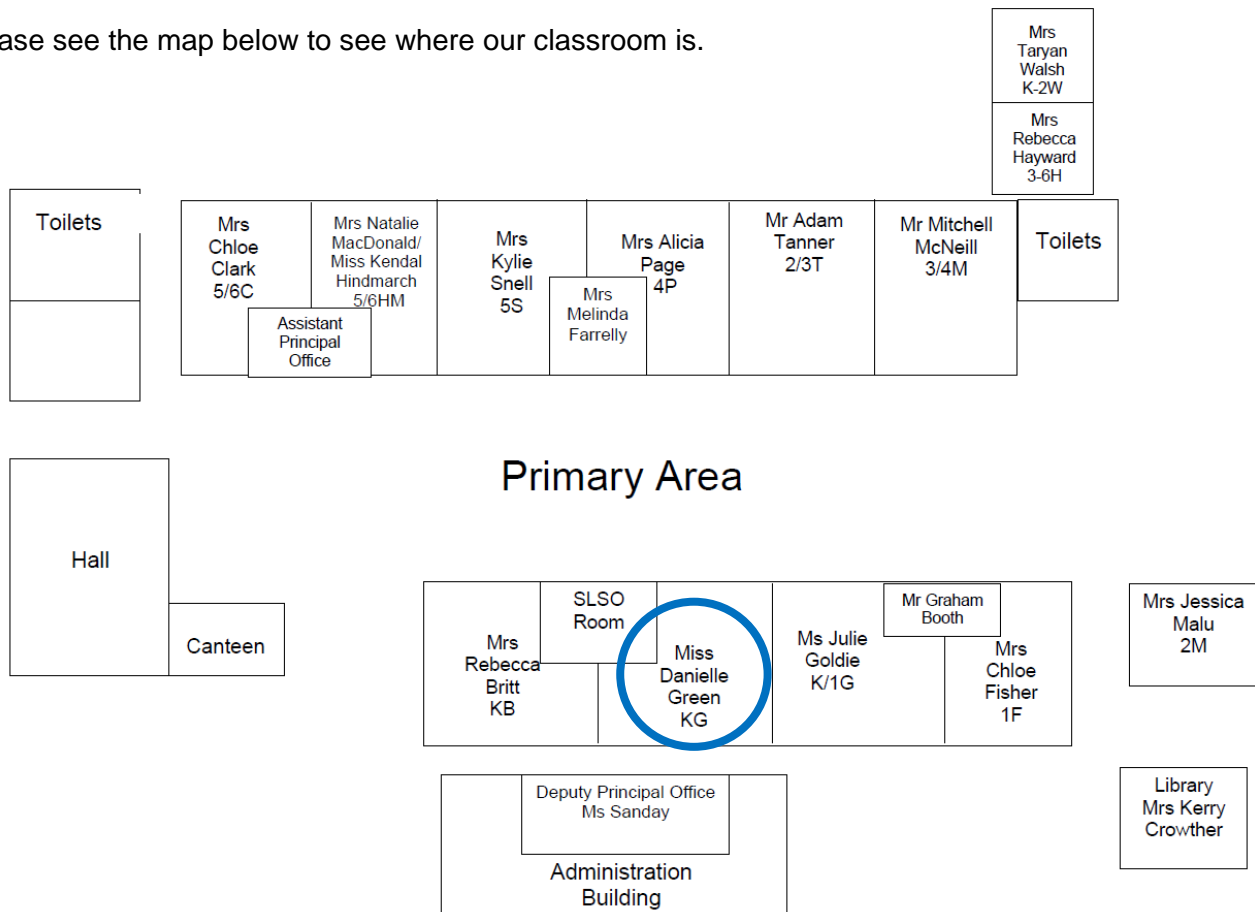 ase see the map below to see where our classroom is.
Mrs
Taryan
Walsh
K-2W
Mrs
Rebecca
Hayward
3-6H
Toilets
Mrs
Chloe
Clark
5/6C
Mrs Natalie
MacDonald/
Miss Kendal
Hindmarch
5/6HM
Assistant
Principal
Office
Mrs
Kylie
Snell
5S
Mrs
Melinda
Farrelly
Mrs Alicia
Page
4P
Mr Adam
Tanner
2/3T
Mr Mitchell
McNeill
3/4M
Toilets
Primary Area
Hall
Canteen
Mrs
Rebecca
Britt
KB
SLSO
Room
Miss
Danielle
Green
KG
Ms Julie
Goldie
K/1G
Mr Graham
Booth
Mrs
Chloe
Fisher
1F
Mrs Jessica
Malu
2M
Deputy Principal Office
Ms Sanday
Administration
Building
Library
Mrs Kerry
Crowther